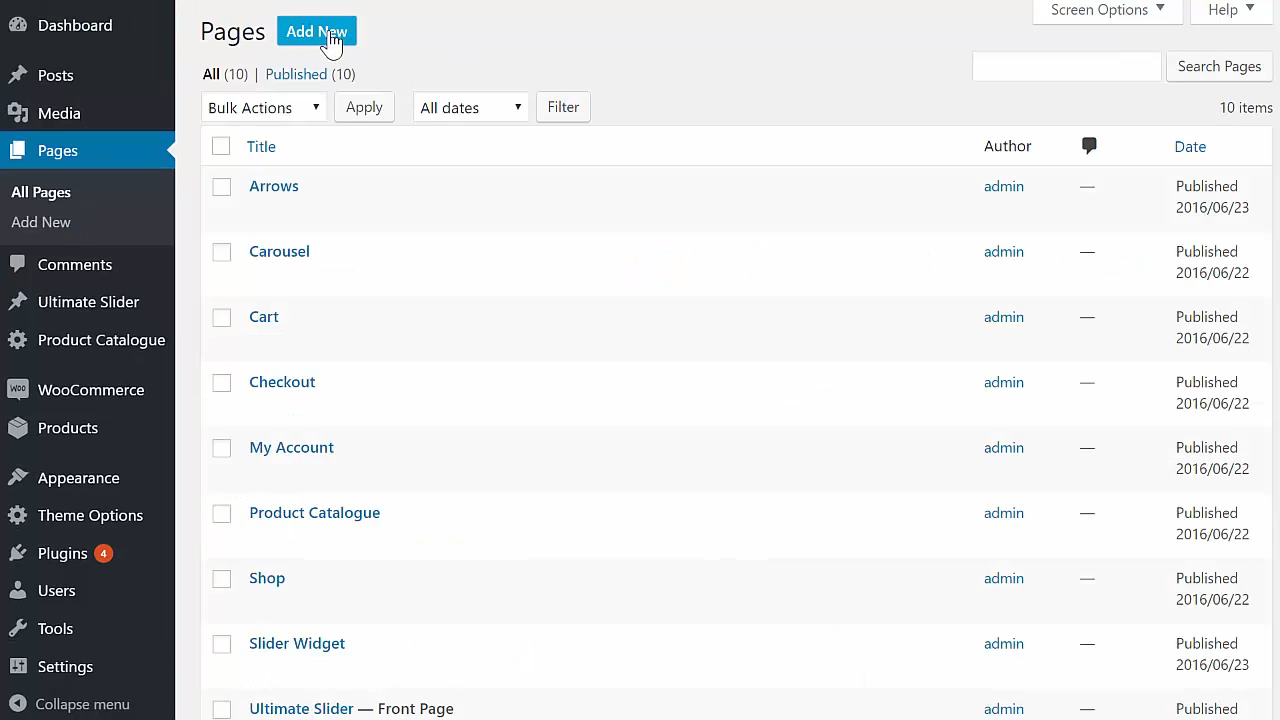 Dashboard
Posts
Media
Pages
All Pages
Add New
Comments
Ultimate Slider
Product Catalogue
WOO WooCommerce
Products
Appearance
Theme Options
Plugins 4
Users
Tools
Settings
Collapse menu
Screen Options ▼ Help ▼
Pages Add New
All (10) | Published (10)
Search Pages
Bulk Actions ▼ Apply All dates ▼ Filter 10 items
Title Author Date
Arrows admin — Published
2016/06/23
Carousel admin — Published
2016/06/22
Cart admin — Published
2016/06/22
Checkout admin — Published
2016/06/22
My Account admin — Published
2016/06/22
Product Catalogue admin — Published
2016/06/22
Shop admin — Published
2016/06/22
Slider Widget admin — Published
2016/06/23
Ultimate Slider — Front Page admin — Published